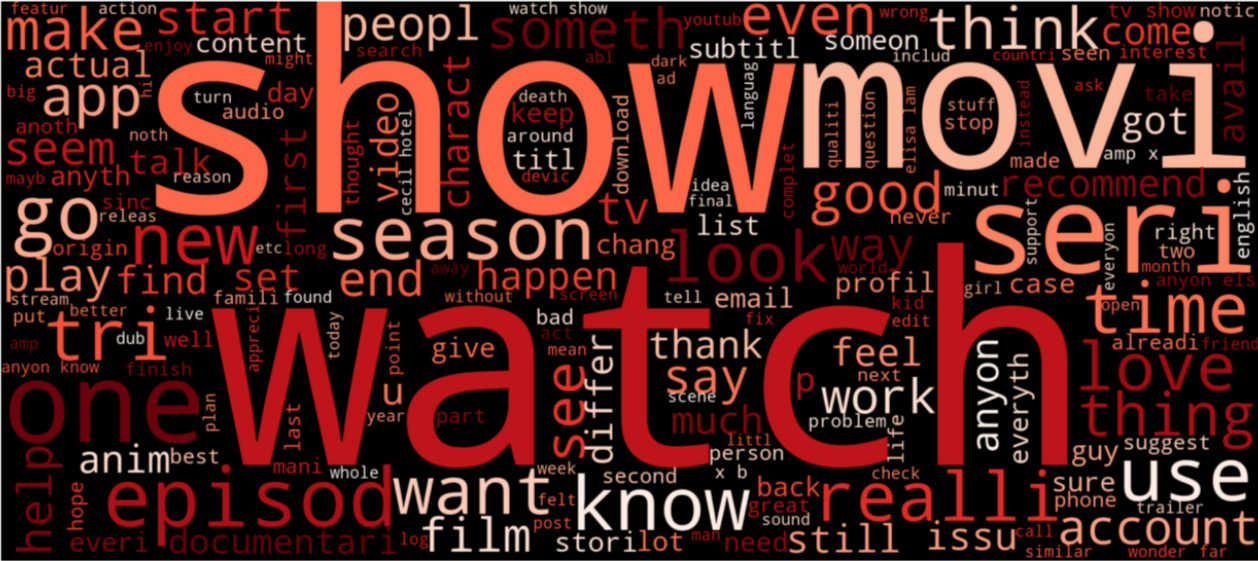 featur action watch show youtub wrong tv show notic
make start peopl someth even think come
enjoy content search subtitl someon includ countri seen interest
actual might abl dark ad languag avail
big app hi turn day video death stuff ask take
audio charact keep qualiti question elisa lam stop instead got
anoth noth show movi
seem talk thought cecil hotel around download made amp x
mayb anyth reason first titl complet
devic idea final good minut recommend
sinc releas tv never english
go season list seri support right
origin new etc long chang look way everyon two
play find set end happen away world month
profil girl case anyon els
stream famili found without screen tell email kid time open
put better live bad fix edit
amp tri dub well appreci today point act thank alreadi friend
anyon know finish give mean feel
watch see differ say next love
one plan u scene p work anyon everyth thing
last year part much problem life
help anim best littl guy suggest
mani whole week person check
hope episod want felt second x b back realli sure use
know great phone trailer
everi documentari log film post stori lot man need sound still issu call account
similar wonder far